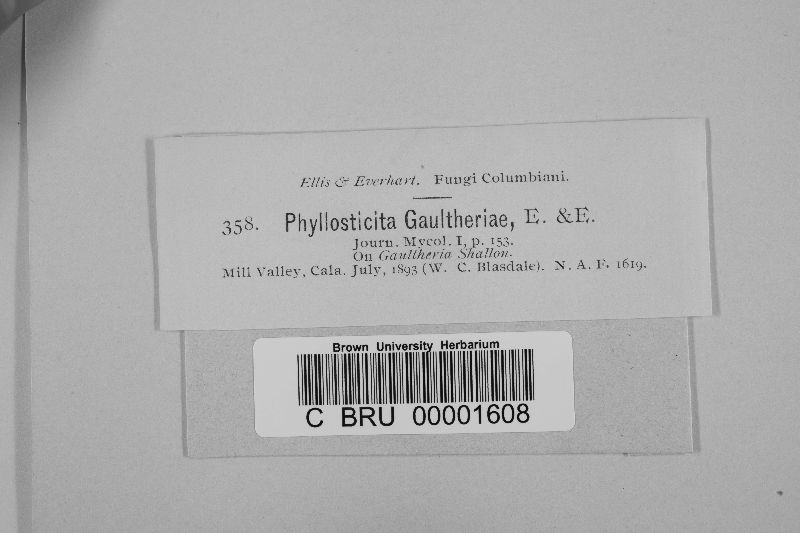 Ellis & Everhart. Fungi Columbiani.
358. Phyllosticita Gaultheriae, E. &E.
Journ. Mycol. I, p. 153.
On Gaultheria Shallon.
Mill Valley, Cala. July, 1893 (W. C. Blasdale). N. A. F. 1619.
Brown University Herbarium
C BRU 00001608